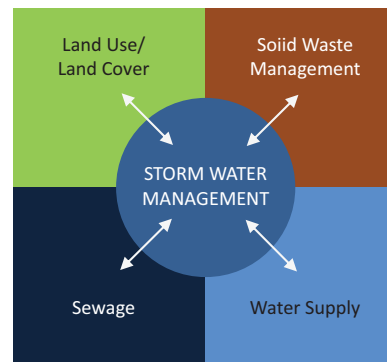 Land Use/
Land Cover
Soiid Waste
Management
STORM WATER
MANAGEMENT
Sewage
Water Supply